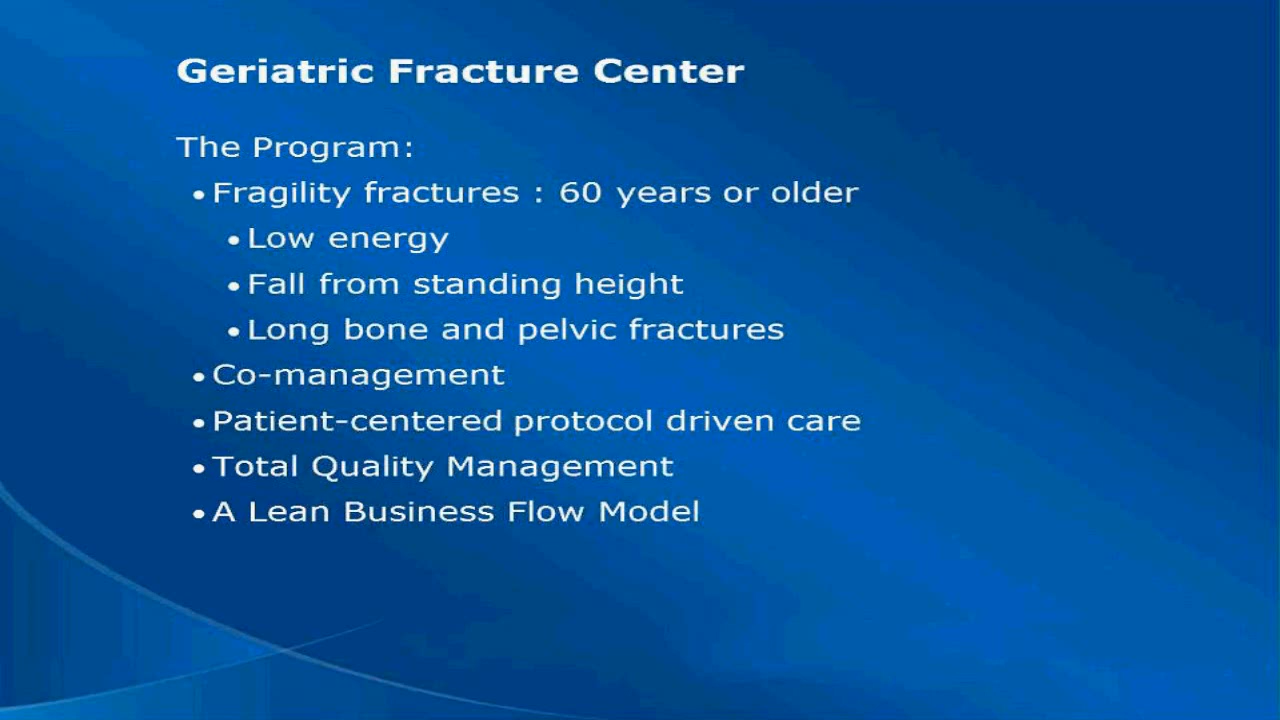 Geriatric Fracture Center
The Program:
• Fragility fractures : 60 years or older
• Low energy
• Fall from standing height
• Long bone and pelvic fractures
• Co-management
• Patient-centered protocol driven care
• Total Quality Management
• A Lean Business Flow Model